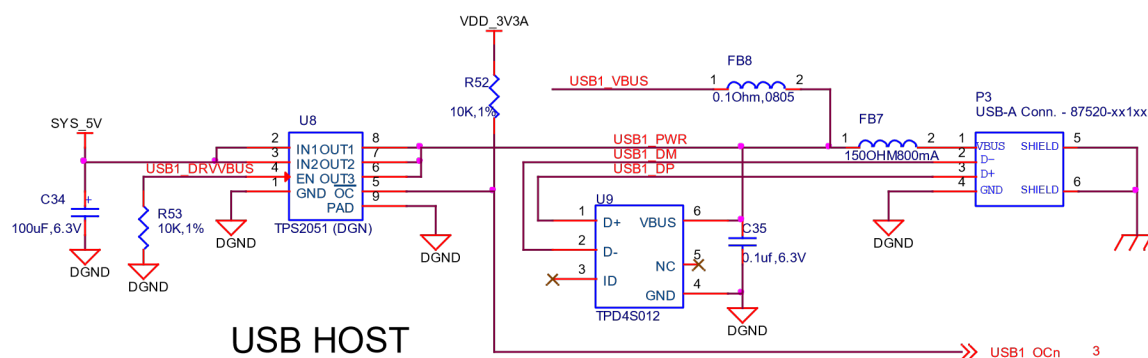 VDD_3V3A
FB8
USB1_VBUS 1 2
R52
0.1Ohm,0805
P3
10K,1%
USB-A Conn. - 87520-xx1xx
FB7
SYS_5V
U8
2 IN1 OUT1 8
USB1_PWR
1 2
1 VBUS SHIELD 5
3 IN2 OUT2 7
USB1_DM
150OHM800mA
2 D-
USB1_DRVVBUS 4 EN OUT3 6
USB1_DP
3 D+
1 GND OC 5
4 GND SHIELD 6
PAD 9
C34
+
100uF,6.3V
R53
10K,1%
DGND
TPS2051 (DGN)
U9
1 D+ VBUS 6
C35
DGND
DGND
DGND
2 D-
0.1uf,6.3V
NC 5
3 ID
DGND
DGND
GND 4
TPD4S012
DGND
USB HOST
USB1_OCn 3